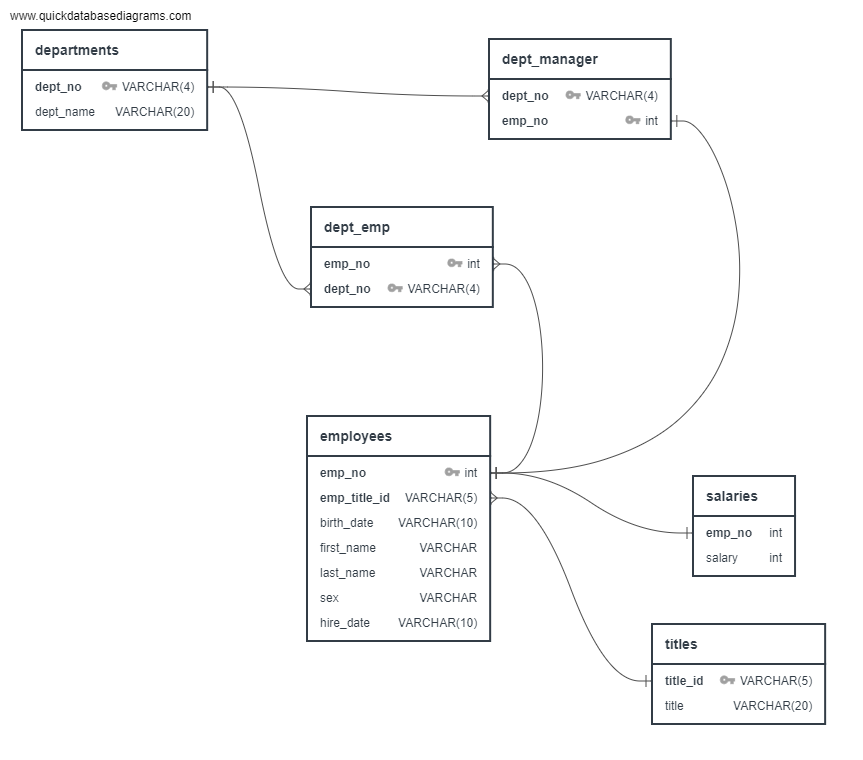 www.quickdatabasediagrams.com
departments
dept_no VARCHAR(4)
dept_name VARCHAR(20)
dept_manager
dept_no VARCHAR(4)
emp_no int
dept_emp
emp_no int
dept_no VARCHAR(4)
employees
emp_no int
emp_title_id VARCHAR(5)
birth_date VARCHAR(10)
first_name VARCHAR
last_name VARCHAR
sex VARCHAR
hire_date VARCHAR(10)
salaries
emp_no int
salary int
titles
title_id VARCHAR(5)
title VARCHAR(20)